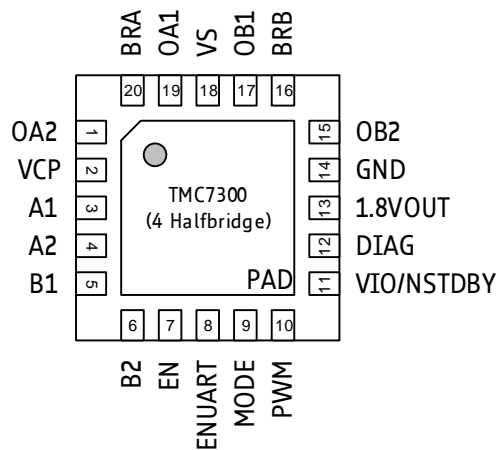 BRA
OA1
VS
OB1
BRB
20
19
18
17
16
OA2 1
VCP 2
A1 3
A2 4
B1 5
TMC7300
(4 Halfbridge)
PAD
15 OB2
14 GND
13 1.8VOUT
12 DIAG
11 VIO/NSTDBY
6
7
8
9
10
B2
EN
ENUART
MODE
PWM